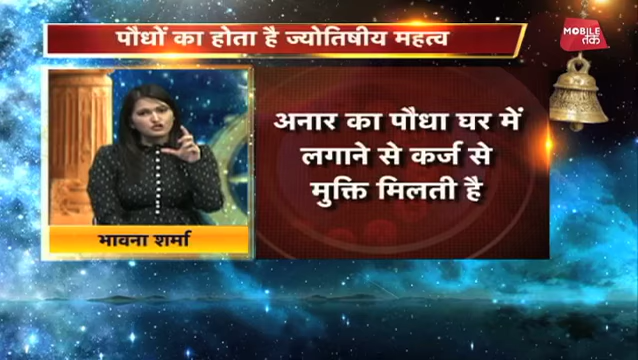 पौधों का होता है ज्योतिषीय महत्व
MOBILE
तक
अनार का पौधा घर में
लगाने से कर्ज से
मुक्ति मिलती है
भावना शर्मा